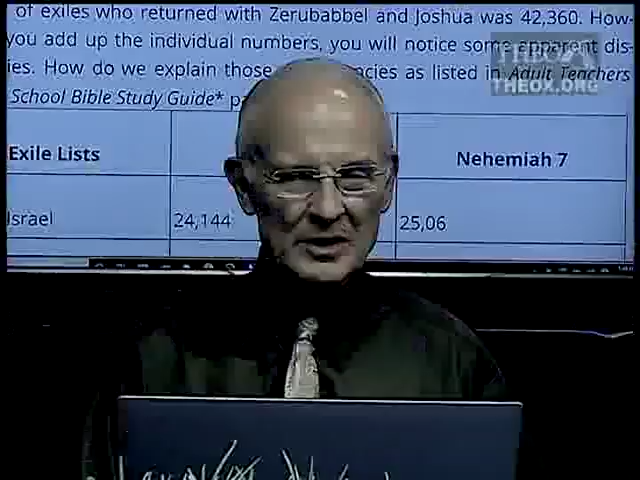 of exiles who returned with Zerubabbel and Joshua was 42,360. How-
you add up the individual numbers, you will notice some apparent dis-
ies. How do we explain those cies as listed in Adult Teachers
School Bible Study Guide* p
Exile Lists
Nehemiah 7
Israel
24,144
25,06
THEOX
THEOX.ORG